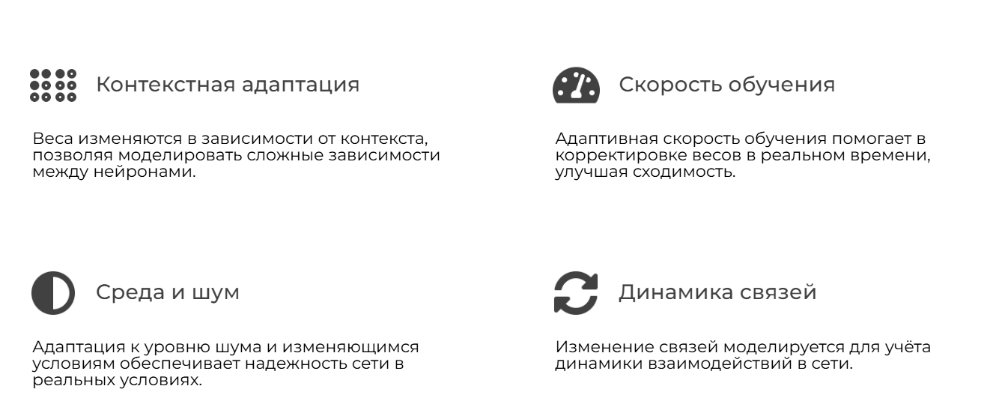 Контекстная адаптация
Веса изменяются в зависимости от контекста,
позволяя моделировать сложные зависимости
между нейронами.
Скорость обучения
Адаптивная скорость обучения помогает в
корректировке весов в реальном времени,
улучшая сходимость.
Среда и шум
Адаптация к уровню шума и изменяющимся
условиям обеспечивает надежность сети в
реальных условиях.
Динамика связей
Изменение связей моделируется для учёта
динамики взаимодействий в сети.